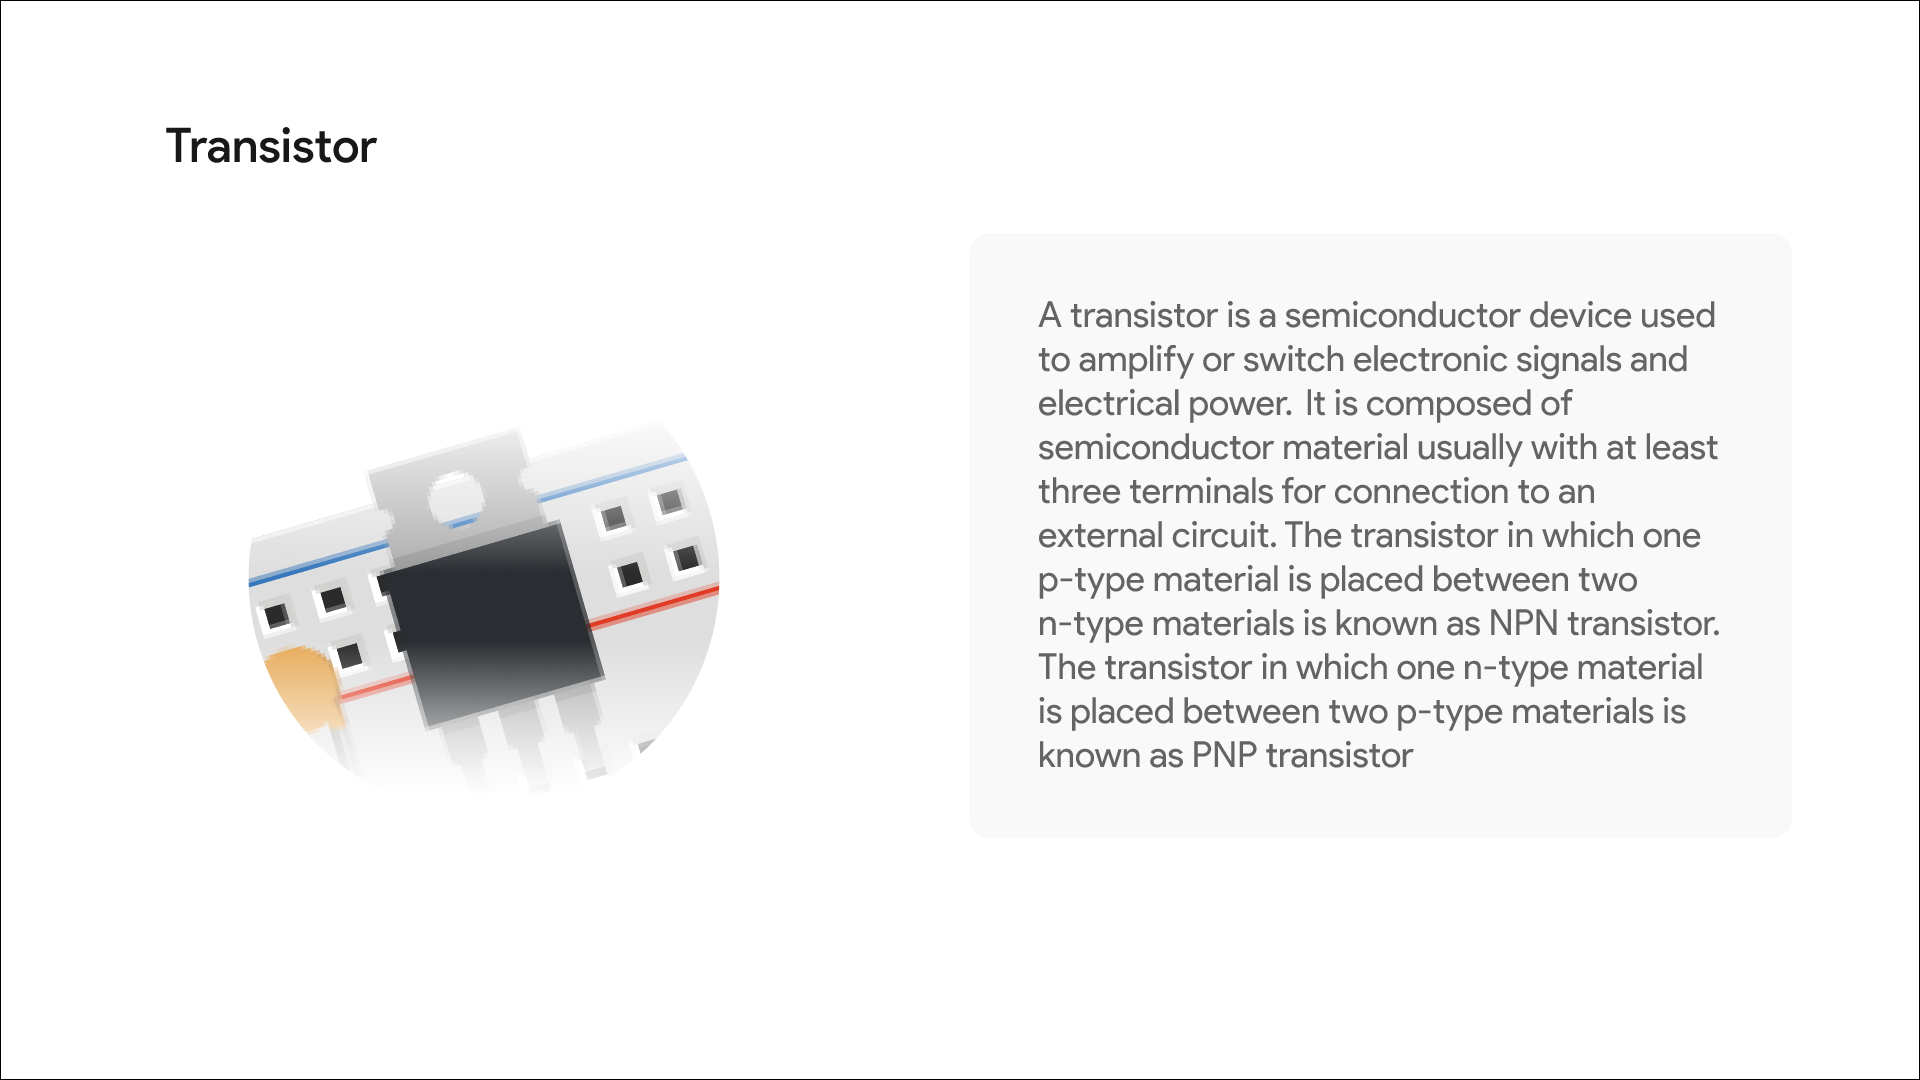 Transistor
A transistor is a semiconductor device used
to amplify or switch electronic signals and
electrical power.  It is composed of
semiconductor material usually with at least
three terminals for connection to an
external circuit. The transistor in which one
p-type material is placed between two
n-type materials is known as NPN transistor.
The transistor in which one n-type material
is placed between two p-type materials is
known as PNP transistor